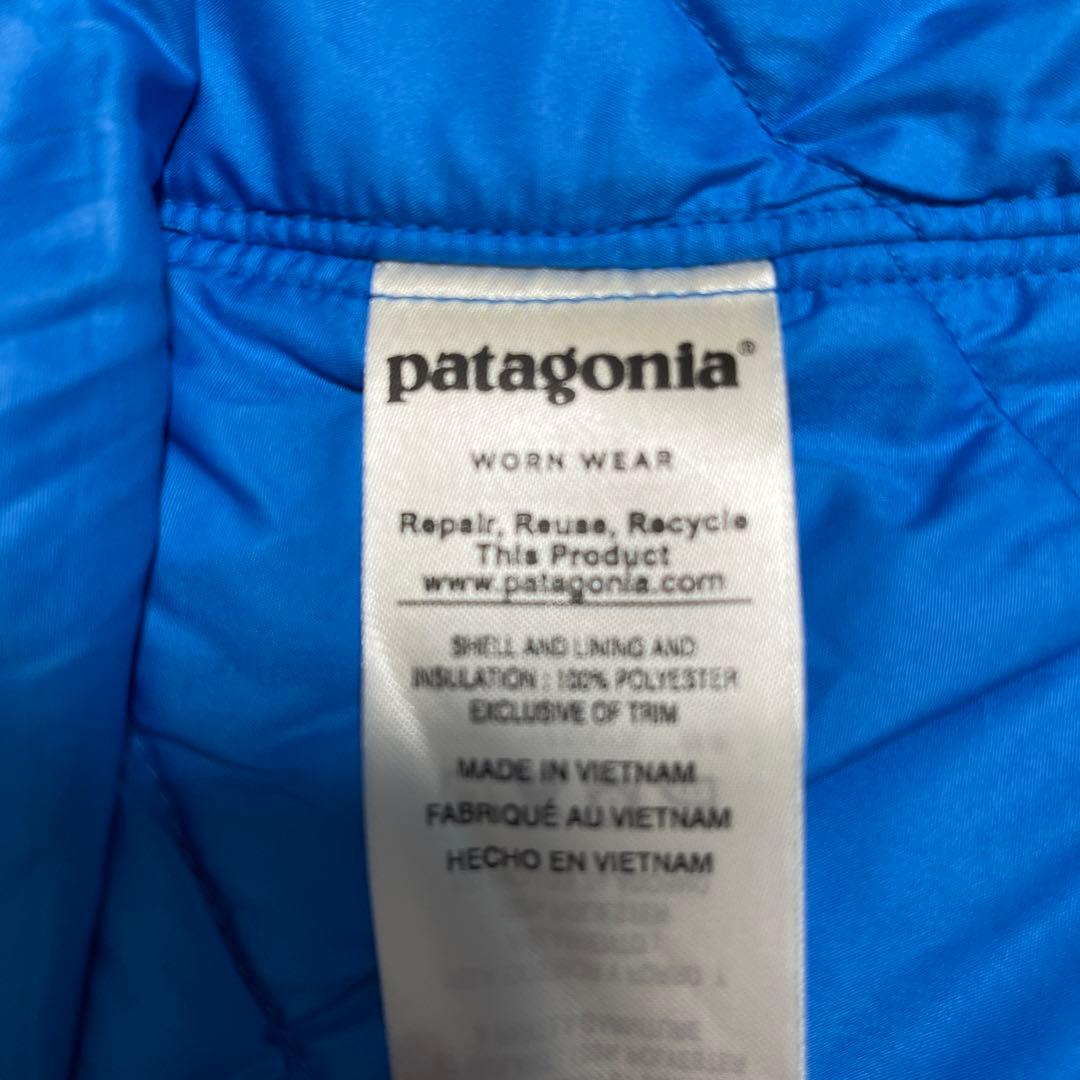 patagonia®
WORN WEAR
Repair, Reuse, Recycle
This Product
www.patagonia.com
SHELL AND LINING AND
INSULATION : 100% POLYESTER
EXCLUSIVE OF TRIM
MADE IN VIETNAM
FABRIQUÉ AU VIETNAM
HECHO EN VIETNAM